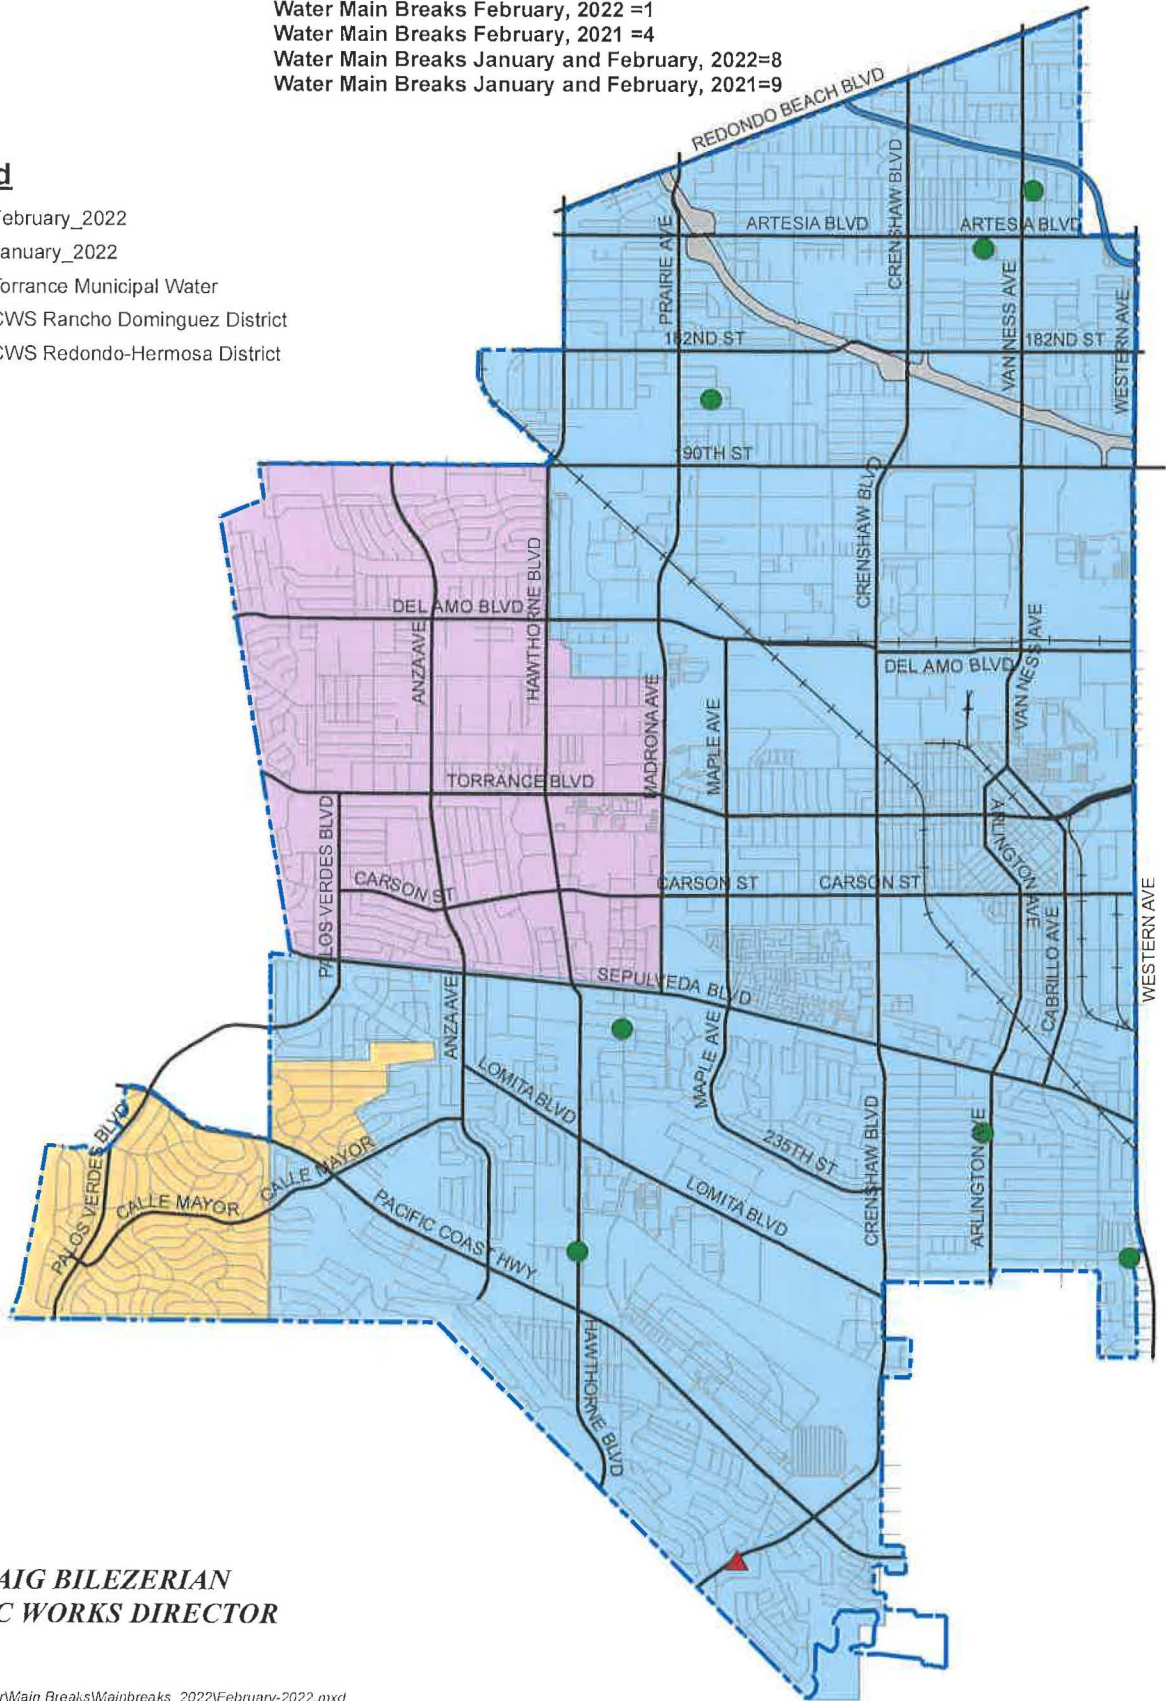 Water Main Breaks February, 2022 =1
Water Main Breaks February, 2021 =4
Water Main Breaks January and February, 2022=8
Water Main Breaks January and February, 2021=9
d
ebruary_2022
anuary_2022
orrance Municipal Water
CWS Rancho Dominguez District
CWS Redondo-Hermosa District
REDONDO BEACH BLVD
ARTESIA BLVD
ARTESIA BLVD
CRENSHAW BLVD
PRAIRIE AVE
VAN NESS AVE
WESTERN AVE
182ND ST
182ND ST
90TH ST
CRENSHAW BLVD
HAWTHORNE BLVD
DEL AMO BLVD
ANZA AVE
DEL AMO BLVD
VAN NESS AVE
MADRONA AVE
MAPLE AVE
TORRANCE BLVD
PALOS VERDES BLVD
ARLINGTON AVE
CARSON ST
CARSON ST
CARSON ST
CABRILLO AVE
WESTERN AVE
SEPULVEDA BLVD
ANZA AVE
MAPLE AVE
LOMITA BLVD
235TH ST
CRENSHAW BLVD
ARLINGTON AVE
PALOS VERDES BLVD
CALLE MAYOR
CALLE MAYOR
PACIFIC COAST HWY
LOMITA BLVD
HAWTHORNE BLVD
AIG BILEZERIAN
C WORKS DIRECTOR
r\Main Breaks\Mainbreaks_2022\February-2022.mxd